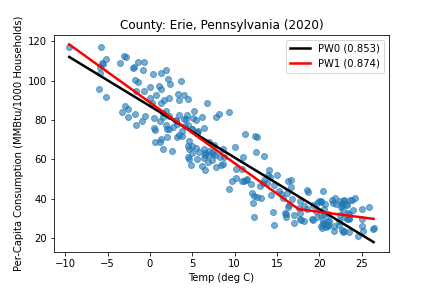 County: Erie, Pennsylvania (2020)
Per-Capita Consumption (MMBtu/1000 Households)
120
100
80
60
40
20
PW0 (0.853)
PW1 (0.874)
−10 −5 0 5 10 15 20 25
Temp (deg C)